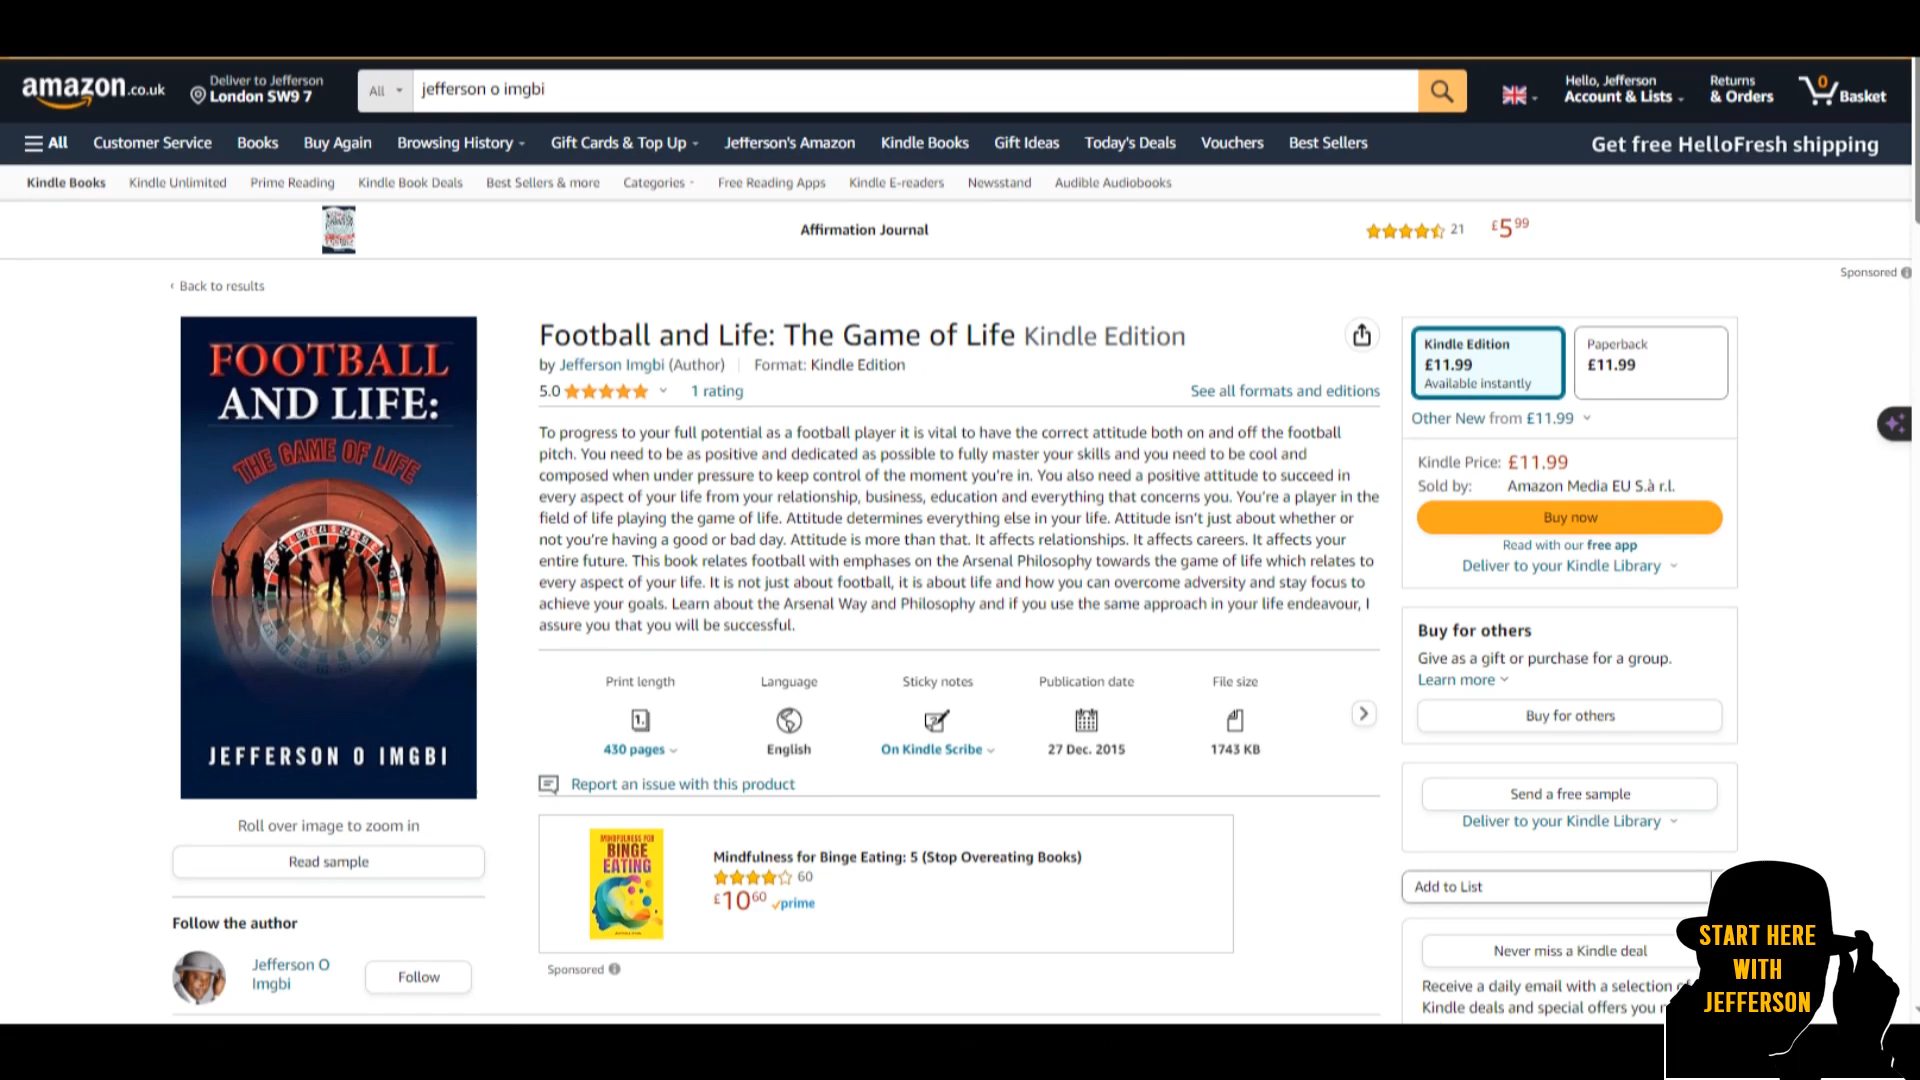 amazon.co.uk
Deliver to Jefferson
London SW9 7
All
jefferson o imgbi
Hello, Jefferson
Account & Lists
Returns
& Orders
0
Basket
All
Customer Service
Books
Buy Again
Browsing History
Gift Cards & Top Up
Jefferson's Amazon
Kindle Books
Gift Ideas
Today's Deals
Vouchers
Best Sellers
Get free HelloFresh shipping
Kindle Books
Kindle Unlimited
Prime Reading
Kindle Book Deals
Best Sellers & more
Categories
Free Reading Apps
Kindle E-readers
Newsstand
Audible Audiobooks
Affirmation Journal
21
£5.99
Sponsored
‹ Back to results
FOOTBALL
AND LIFE:
THE GAME OF LIFE
JEFFERSON O IMGBI
Roll over image to zoom in
Read sample
Follow the author
Jefferson O
Imgbi
Follow
Football and Life: The Game of Life Kindle Edition
by Jefferson Imgbi (Author)
Format: Kindle Edition
5.0
1 rating
See all formats and editions
To progress to your full potential as a football player it is vital to have the correct attitude both on and off the football
pitch. You need to be as positive and dedicated as possible to fully master your skills and you need to be cool and
composed when under pressure to keep control of the moment you're in. You also need a positive attitude to succeed in
every aspect of your life from your relationship, business, education and everything that concerns you. You're a player in the
field of life playing the game of life. Attitude determines everything else in your life. Attitude isn't just about whether or
not you're having a good or bad day. Attitude is more than that. It affects relationships. It affects careers. It affects your
entire future. This book relates football with emphases on the Arsenal Philosophy towards the game of life which relates to
every aspect of your life. It is not just about football, it is about life and how you can overcome adversity and stay focus to
achieve your goals. Learn about the Arsenal Way and Philosophy and if you use the same approach in your life endeavour, I
assure you that you will be successful.
Print length
430 pages
Language
English
Sticky notes
On Kindle Scribe
Publication date
27 Dec. 2015
File size
1743 KB
Report an issue with this product
MINDFULNESS FOR
BINGE
EATING
Mindfulness for Binge Eating: 5 (Stop Overeating Books)
60
£10.60
prime
Sponsored
Kindle Edition
£11.99
Available instantly
Paperback
£11.99
Other New from £11.99
Kindle Price: £11.99
Sold by: Amazon Media EU S.à r.l.
Buy now
Read with our free app
Deliver to your Kindle Library
Buy for others
Give as a gift or purchase for a group.
Learn more
Buy for others
Send a free sample
Deliver to your Kindle Library
Add to List
Never miss a Kindle deal
Receive a daily email with a selection
Kindle deals and special offers you
START HERE
WITH
JEFFERSON